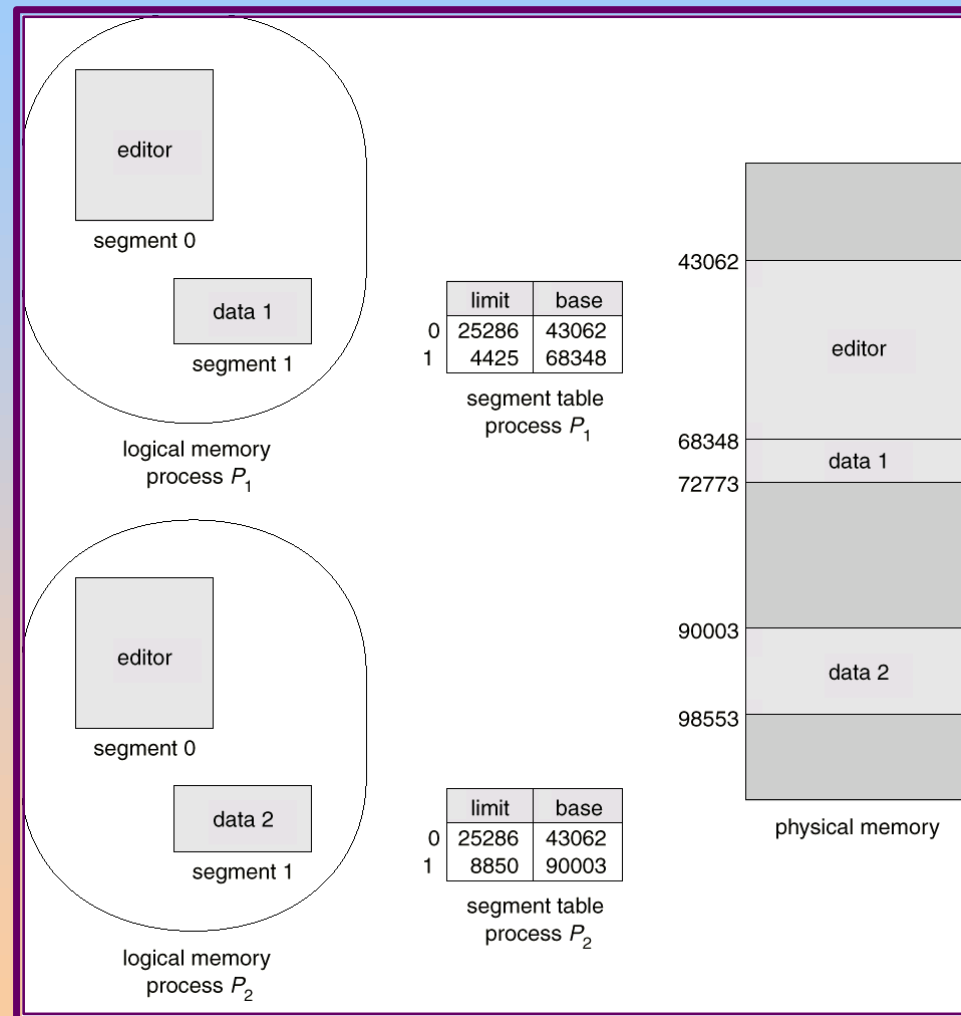 editor
segment 0
data 1
segment 1
logical memory
process P1
limit base
0 25286 43062
1 4425 68348
segment table
process P1
editor
segment 0
data 2
segment 1
logical memory
process P2
limit base
0 25286 43062
1 8850 90003
segment table
process P2
43062
editor
68348
data 1
72773
90003
data 2
98553
physical memory